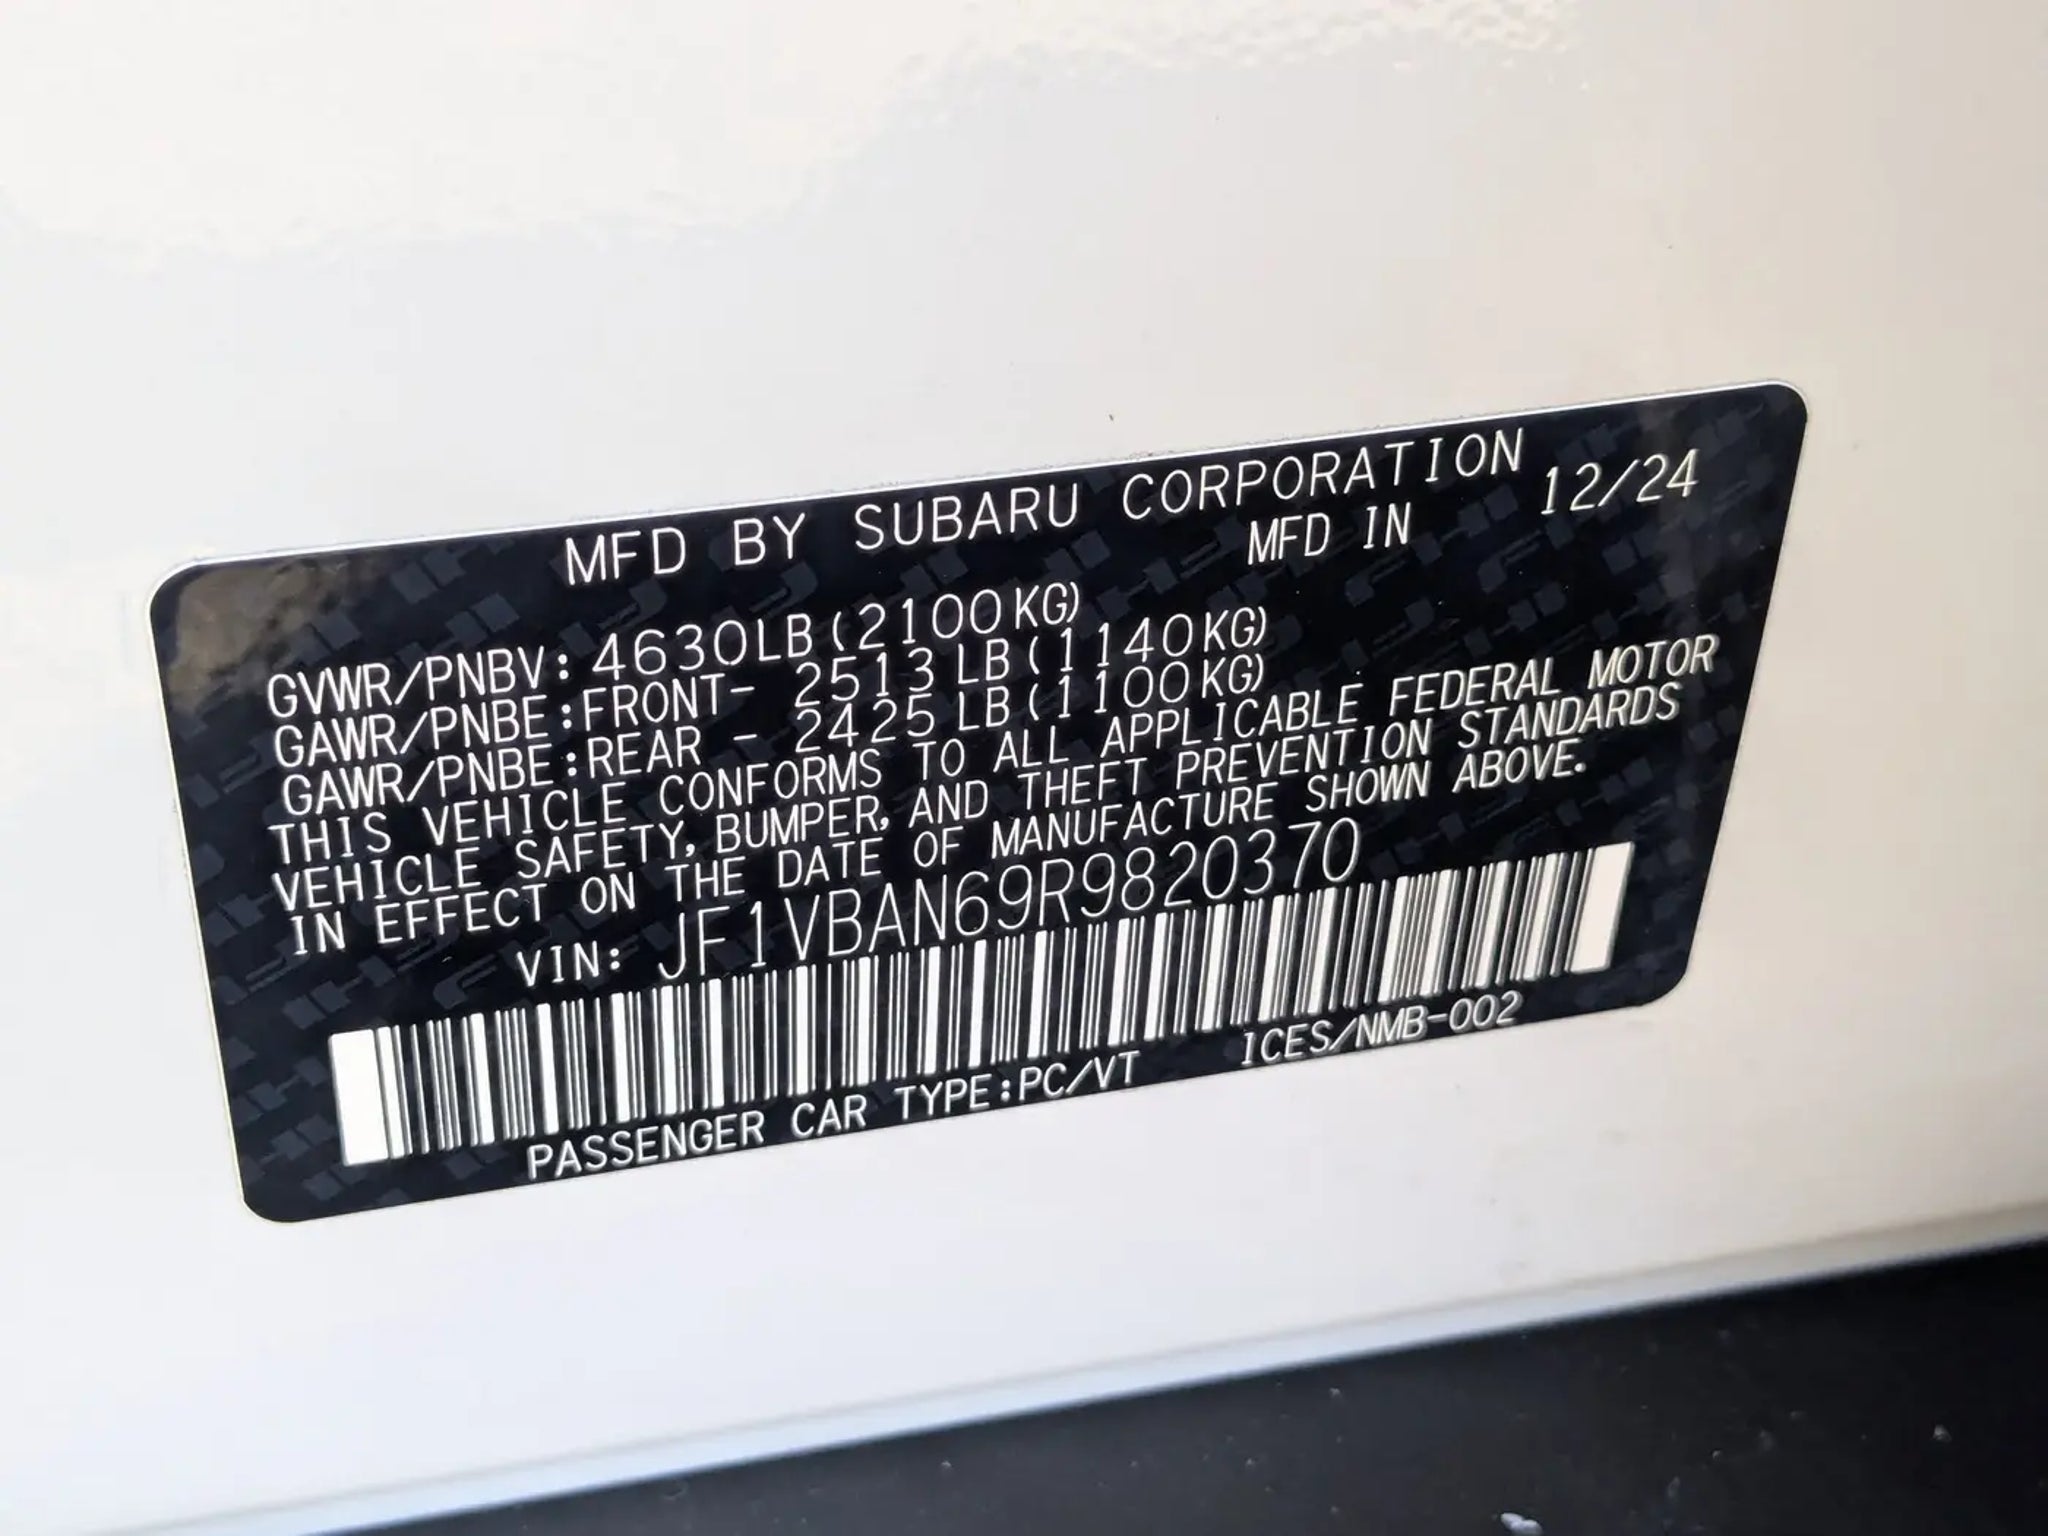 MFD BY SUBARU CORPORATION
MFD IN 12/24
GVWR/PNBV: 4630LB(2100KG)
GAWR/PNBE:FRONT- 2513LB(1140KG)
GAWR/PNBE:REAR - 2425LB(1100KG)
THIS VEHICLE CONFORMS TO ALL APPLICABLE FEDERAL MOTOR
VEHICLE SAFETY, BUMPER, AND THEFT PREVENTION STANDARDS
IN EFFECT ON THE DATE OF MANUFACTURE SHOWN ABOVE.
VIN: JF1VBAN69R9820370
PASSENGER CAR TYPE:PC/VT ICES/NMB-002